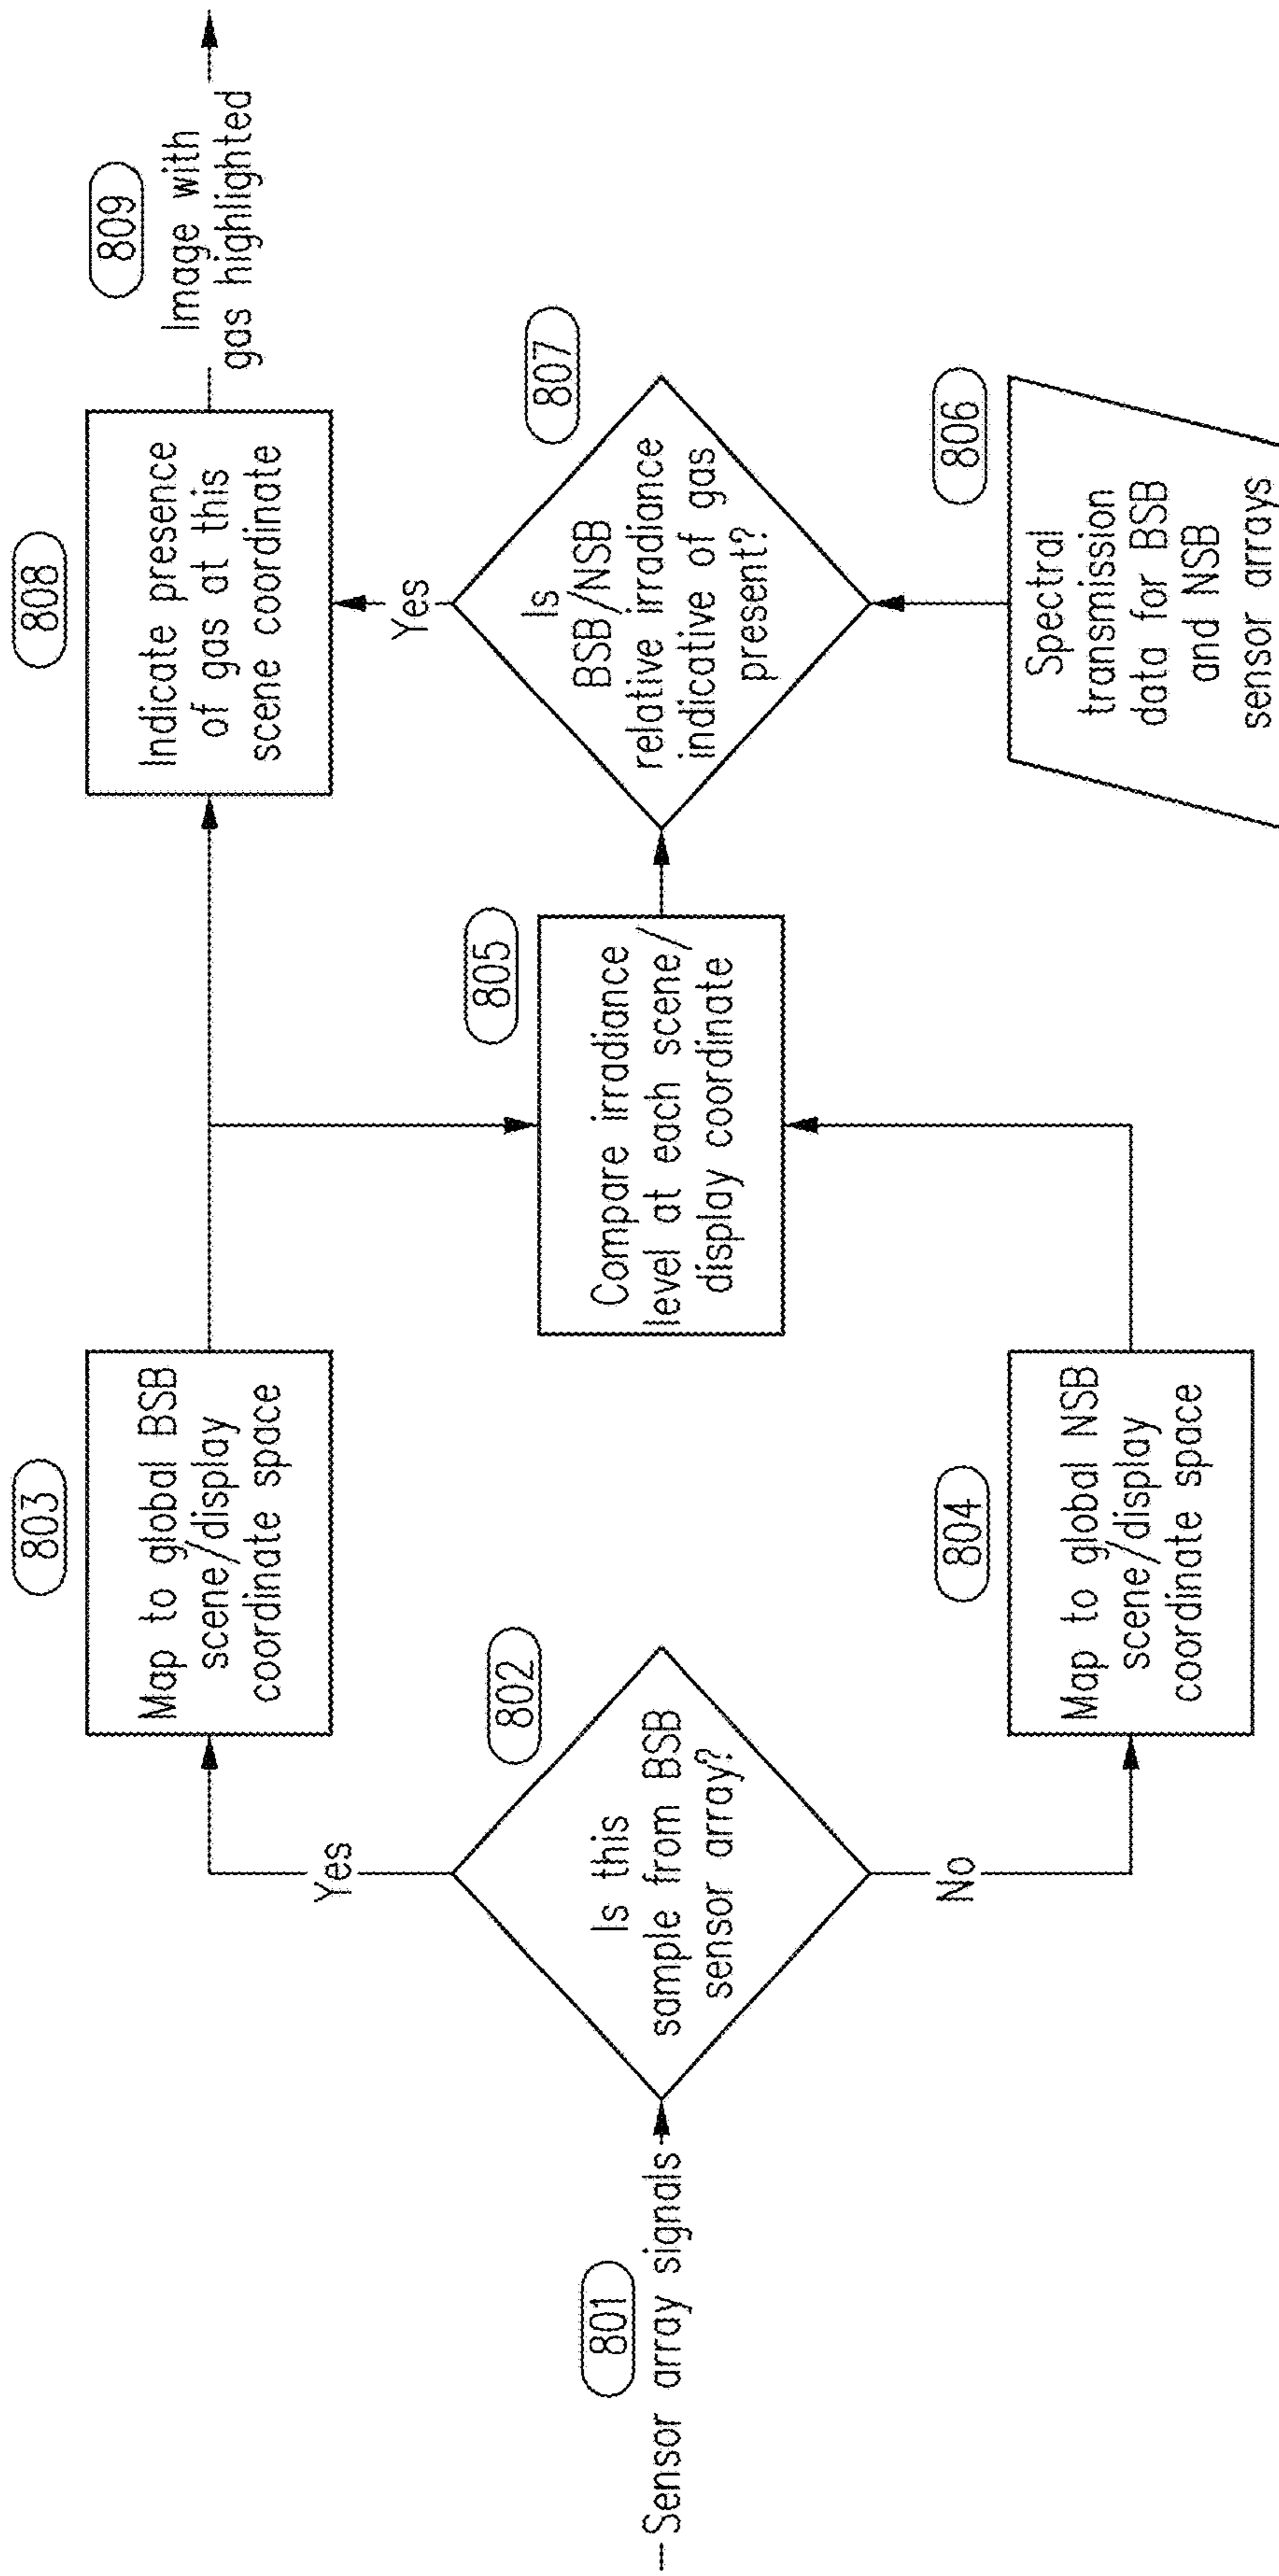 801
Sensor array signals
802
Is this
sample from BSB
sensor array?
Yes
No
803
Map to global BSB
scene/display
coordinate space
804
Map to global NSB
scene/display
coordinate space
805
Compare irradiance
level at each scene/
display coordinate
806
Spectral
transmission
data for BSB
and NSB
sensor arrays
807
Is
BSB/NSB
relative irradiance
indicative of gas
present?
Yes
808
Indicate presence
of gas at this
scene coordinate
809
Image with
gas highlighted